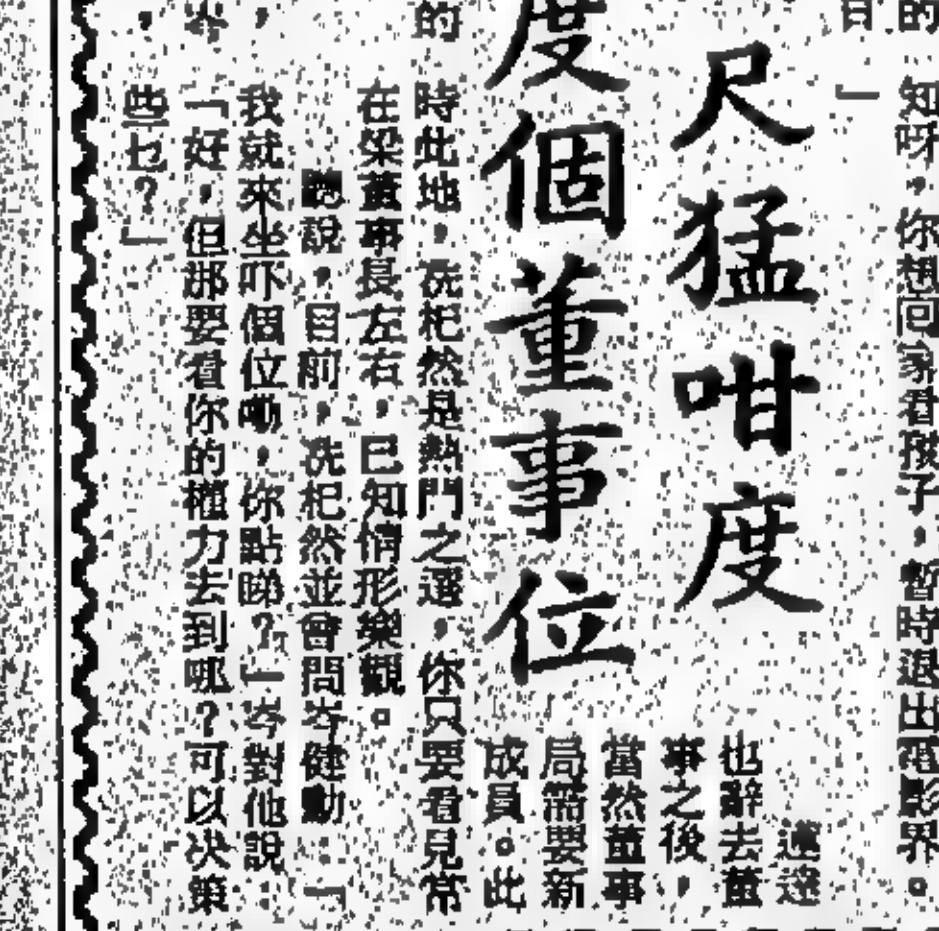 的
日
知呀，你想回家看孩子，暫時退出電影界。
」
尺猛咁度
度個董事位
遠
也辭去董
事之後，
當然董事
局需要新
成員。此
的
時此地，冼杞然是熱門之選，你只要看見常
在梁董事長左右，已知情形樂觀。
聽說，目前，冼杞然並會問岑健勳：「
，
我就來坐吓個位嘞，你點睇？」岑對他說：
岑
「好，但那要看你的權力去到哪？可以决策
，
些乜？」